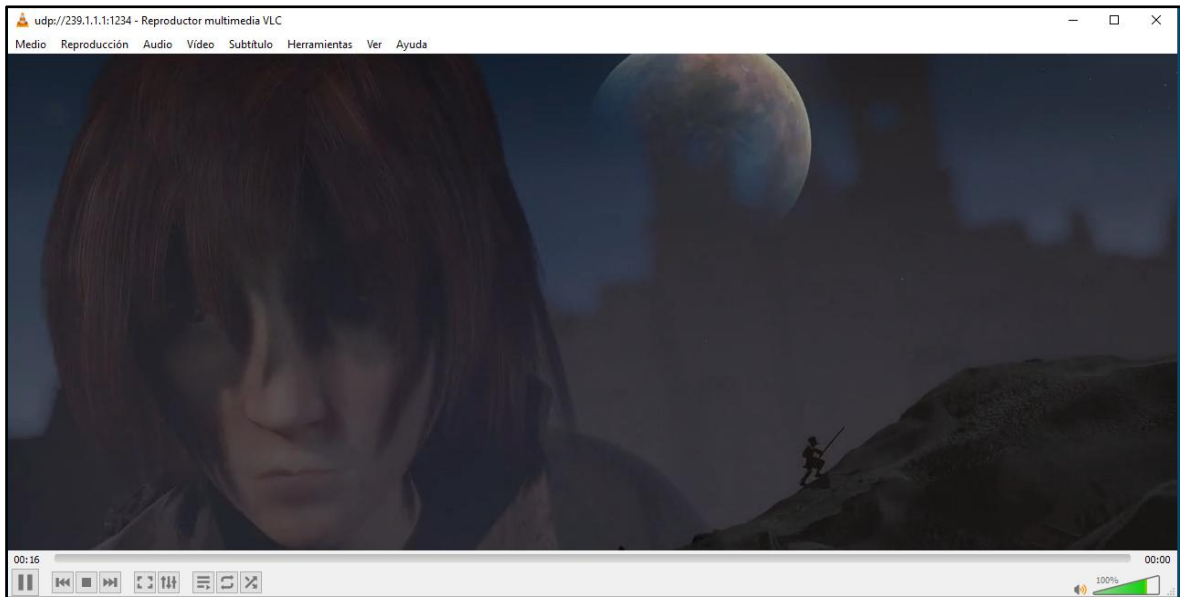 udp://239.1.1.1:1234 - Reproductor multimedia VLC
Medio Reproducción Audio Vídeo Subtítulo Herramientas Ver Ayuda
00:16 00:00
100%